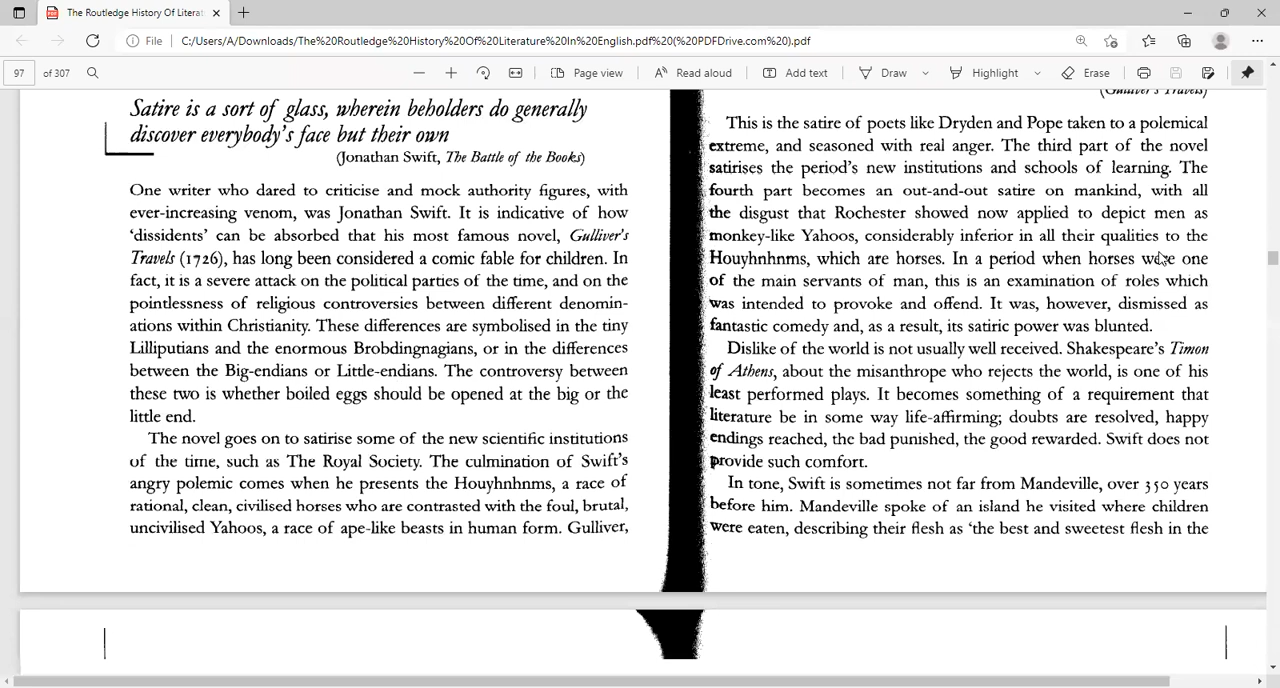 The Routledge History Of Litera
File
C:/Users/A/Downloads/The%20Routledge%20History%20Of%20Literature%20In%20English.pdf%20(%20PDFDrive.com%20).pdf
97 of 307
Page view
Read aloud
Add text
Draw
Highlight
Erase
Satire is a sort of glass, wherein beholders do generally
discover everybody's face but their own
(Jonathan Swift, The Battle of the Books)
One writer who dared to criticise and mock authority figures, with
ever-increasing venom, was Jonathan Swift. It is indicative of how
'dissidents' can be absorbed that his most famous novel, Gulliver's
Travels (1726), has long been considered a comic fable for children. In
fact, it is a severe attack on the political parties of the time, and on the
pointlessness of religious controversies between different denomin-
ations within Christianity. These differences are symbolised in the tiny
Lilliputians and the enormous Brobdingnagians, or in the differences
between the Big-endians or Little-endians. The controversy between
these two is whether boiled eggs should be opened at the big or the
little end.
The novel goes on to satirise some of the new scientific institutions
of the time, such as The Royal Society. The culmination of Swift's
angry polemic comes when he presents the Houyhnhnms, a race of
rational, clean, civilised horses who are contrasted with the foul, brutal,
uncivilised Yahoos, a race of ape-like beasts in human form. Gulliver,
(Gulliver's Travels)
This is the satire of poets like Dryden and Pope taken to a polemical
extreme, and seasoned with real anger. The third part of the novel
satirises the period's new institutions and schools of learning. The
fourth part becomes an out-and-out satire on mankind, with all
the disgust that Rochester showed now applied to depict men as
monkey-like Yahoos, considerably inferior in all their qualities to the
Houyhnhnms, which are horses. In a period when horses were one
of the main servants of man, this is an examination of roles which
was intended to provoke and offend. It was, however, dismissed as
fantastic comedy and, as a result, its satiric power was blunted.
Dislike of the world is not usually well received. Shakespeare's Timon
of Athens, about the misanthrope who rejects the world, is one of his
least performed plays. It becomes something of a requirement that
literature be in some way life-affirming; doubts are resolved, happy
endings reached, the bad punished, the good rewarded. Swift does not
provide such comfort.
In tone, Swift is sometimes not far from Mandeville, over 350 years
before him. Mandeville spoke of an island he visited where children
were eaten, describing their flesh as 'the best and sweetest flesh in the